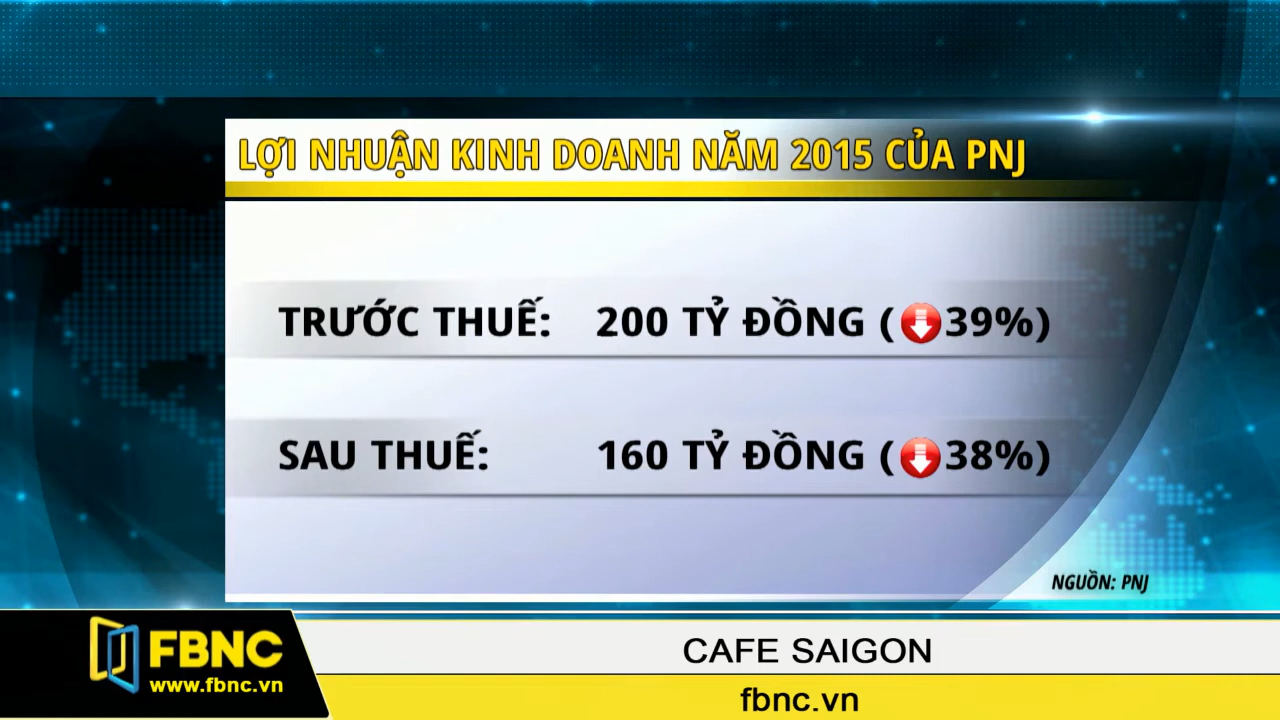 LỢI NHUẬN KINH DOANH NĂM 2015 CỦA PNJ
TRƯỚC THUẾ: 200 TỶ ĐỒNG (39%)
SAU THUẾ: 160 TỶ ĐỒNG (38%)
NGUỒN: PNJ
FBNC
www.fbnc.vn
CAFE SAIGON
fbnc.vn